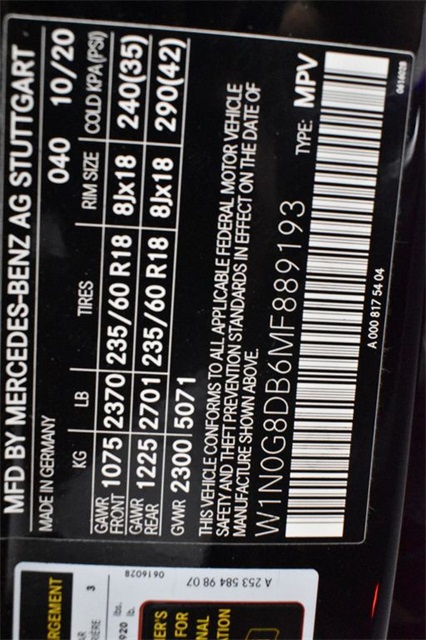 MFD BY MERCEDES-BENZ AG STUTTGART
MADE IN GERMANY 040 10/20
KG LB TIRES RIM SIZE COLD KPA(PSI)
GAWR FRONT 1075 2370 235/60 R18 8Jx18 240(35)
GAWR REAR 1225 2701 235/60 R18 8Jx18 290(42)
GVWR 2300 5071
THIS VEHICLE CONFORMS TO ALL APPLICABLE FEDERAL MOTOR VEHICLE
SAFETY AND THEFT PREVENTION STANDARDS IN EFFECT ON THE DATE OF
MANUFACTURE SHOWN ABOVE.
W1N0G8DB6MF889193 TYPE: MPV
A 000 817 54 04
0616028
A 253 584 98 07
0616028
3
lbs.
lb.